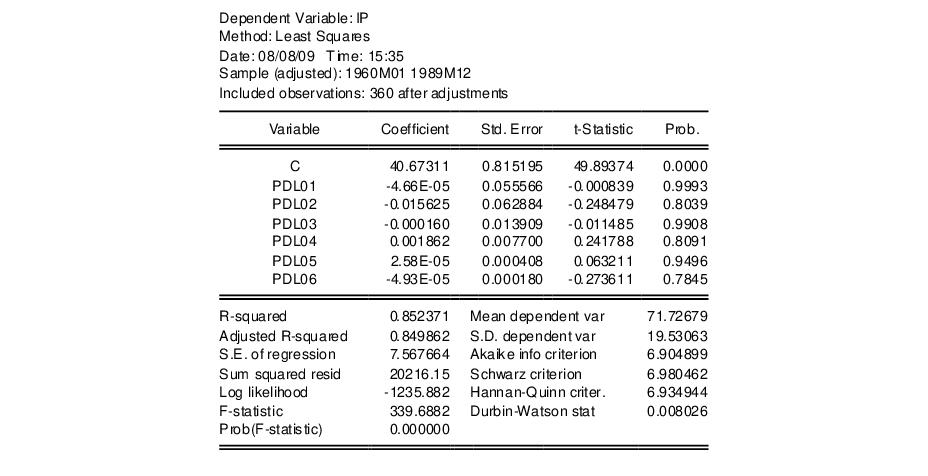 Dependent Variable: IP
Method: Least Squares
Date: 08/08/09 Time: 15:35
Sample (adjusted): 1960M01 1989M12
Included observations: 360 after adjustments
Variable Coefficient Std. Error t-Statistic Prob.
C 40.67311 0.815195 49.89374 0.0000
PDL01 -4.66E-05 0.055566 -0.000839 0.9993
PDL02 -0.015625 0.062884 -0.248479 0.8039
PDL03 -0.000160 0.013909 -0.011485 0.9908
PDL04 0.001862 0.007700 0.241788 0.8091
PDL05 2.58E-05 0.000408 0.063211 0.9496
PDL06 -4.93E-05 0.000180 -0.273611 0.7845
R-squared 0.852371 Mean dependent var 71.72679
Adjusted R-squared 0.849862 S.D. dependent var 19.53063
S.E. of regression 7.567664 Akaike info criterion 6.904899
Sum squared resid 20216.15 Schwarz criterion 6.980462
Log likelihood -1235.882 Hannan-Quinn criter. 6.934944
F-statistic 339.6882 Durbin-Watson stat 0.008026
Prob(F-statistic) 0.000000